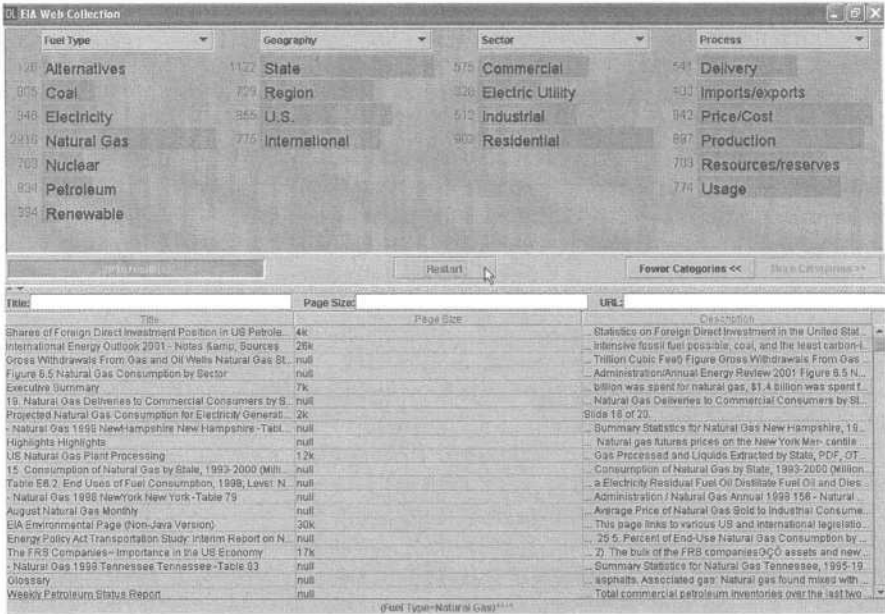 EIA Web Collection
Fuel Type Geography Sector Process
Alternatives 1122 State 575 Commercial 541 Delivery
905 Coal 729 Region Electric Utility Imports/exports
Electricity U.S. 512 Industrial 942 Price/Cost
2916 Natural Gas 775 International Residential 897 Production
Nuclear 703 Resources/reserves
934 Petroleum 774 Usage
Renewable
Restart Fewer Categories << More Categories >>
Title: Page Size: URL:
Title Page Size Description
Shares of Foreign Direct Investment Position in US Petrole... 4k ... Statistics on Foreign Direct Investment in the United Stat...
International Energy Outlook 2001 - Notes &amp; Sources 26k ... intensive fossil fuel possible, coal, and the least carbon-i...
Gross Withdrawals From Gas and Oil Wells Natural Gas St... null ... Trillion Cubic Feet) Figure Gross Withdrawals From Gas ...
Figure 6.5 Natural Gas Consumption by Sector null ... Administration/Annual Energy Review 2001 Figure 6.5 N...
Executive Summary 7k ... billion was spent for natural gas, $1.4 billion was spent f...
19. Natural Gas Deliveries to Commercial Consumers by S... null ... Natural Gas Deliveries to Commercial Consumers by St...
Projected Natural Gas Consumption for Electricity Generati... 2k Slide 16 of 20.
- Natural Gas 1998 NewHampshire New Hampshire -Tabl... null ... Summary Statistics for Natural Gas New Hampshire, 19...
Highlights Highlights null ... Natural gas futures prices on the New York Mer- cantile ...
US Natural Gas Plant Processing 12k ... Gas Processed and Liquids Extracted by State, PDF, OT...
15. Consumption of Natural Gas by State, 1993-2000 (Milli... null ... Consumption of Natural Gas by State, 1993-2000 (Million...
Table E6.2. End Uses of Fuel Consumption, 1998; Level: N... null ... a Electricity Residual Fuel Oil Distillate Fuel Oil and Dies...
- Natural Gas 1998 NewYork New York -Table 79 null ... Administration / Natural Gas Annual 1998 156 - Natural ...
August Natural Gas Monthly null ... Average Price of Natural Gas Sold to Industrial Consume...
EIA Environmental Page (Non-Java Version) 30k ... This page links to various US and international legislatio...
Energy Policy Act Transportation Study: Interim Report on N... null ... 25 5. Percent of End-Use Natural Gas Consumption by ...
The FRS Companies-- Importance in the US Economy 17k ... 2). The bulk of the FRS companiesGÇÖ assets and new...
- Natural Gas 1999 Tennessee Tennessee -Table 83 null ... Summary Statistics for Natural Gas Tennessee, 1995-19...
Glossary null ... asphalts. Associated gas: Natural gas found mixed with ...
Weekly Petroleum Status Report null ... Total commercial petroleum inventories over the last two ...
(Fuel Type=Natural Gas)